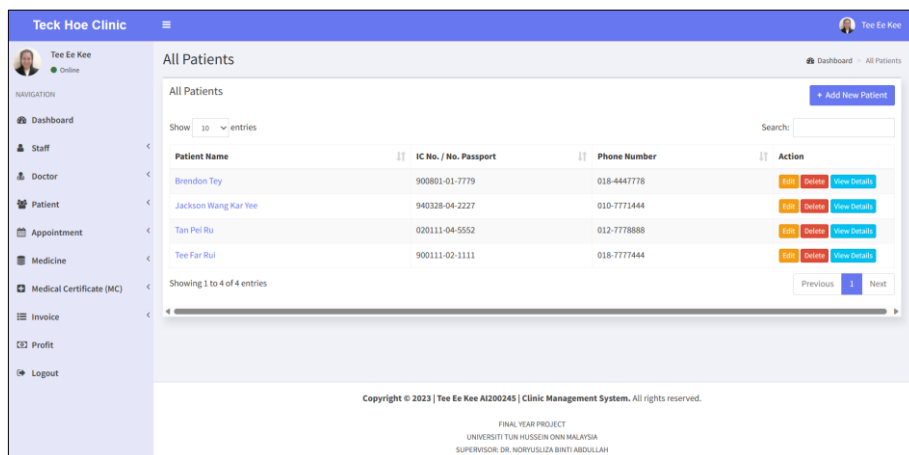 Teck Hoe Clinic
Tee Ee Kee
Tee Ee Kee
Online
All Patients
Dashboard > All Patients
NAVIGATION
Dashboard
Staff
Doctor
Patient
Appointment
Medicine
Medical Certificate (MC)
Invoice
Profit
Logout
All Patients
+ Add New Patient
Show 10 entries
Search:
Patient Name IC No. / No. Passport Phone Number Action
Brendon Tey 900801-01-7779 018-4447778 Edit Delete View Details
Jackson Wang Kar Yee 940328-04-2227 010-7771444 Edit Delete View Details
Tan Pei Ru 020111-04-5552 012-7778888 Edit Delete View Details
Tee Far Rui 900111-02-1111 018-7777444 Edit Delete View Details
Showing 1 to 4 of 4 entries
Previous 1 Next
Copyright © 2023 | Tee Ee Kee AI200245 | Clinic Management System. All rights reserved.
FINAL YEAR PROJECT
UNIVERSITI TUN HUSSEIN ONN MALAYSIA
SUPERVISOR: DR. NORYUSLIZA BINTI ABDULLAH